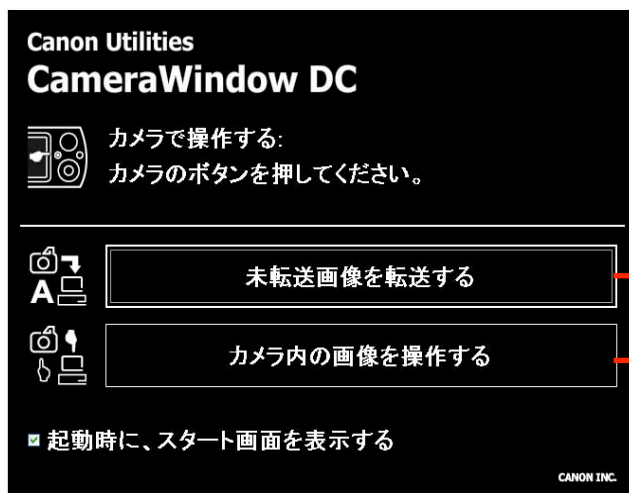 Canon Utilities
CameraWindow DC
カメラで操作する:
カメラのボタンを押してください。
未転送画像を転送する
A
カメラ内の画像を操作する
起動時に、スタート画面を表示する
CANON INC.